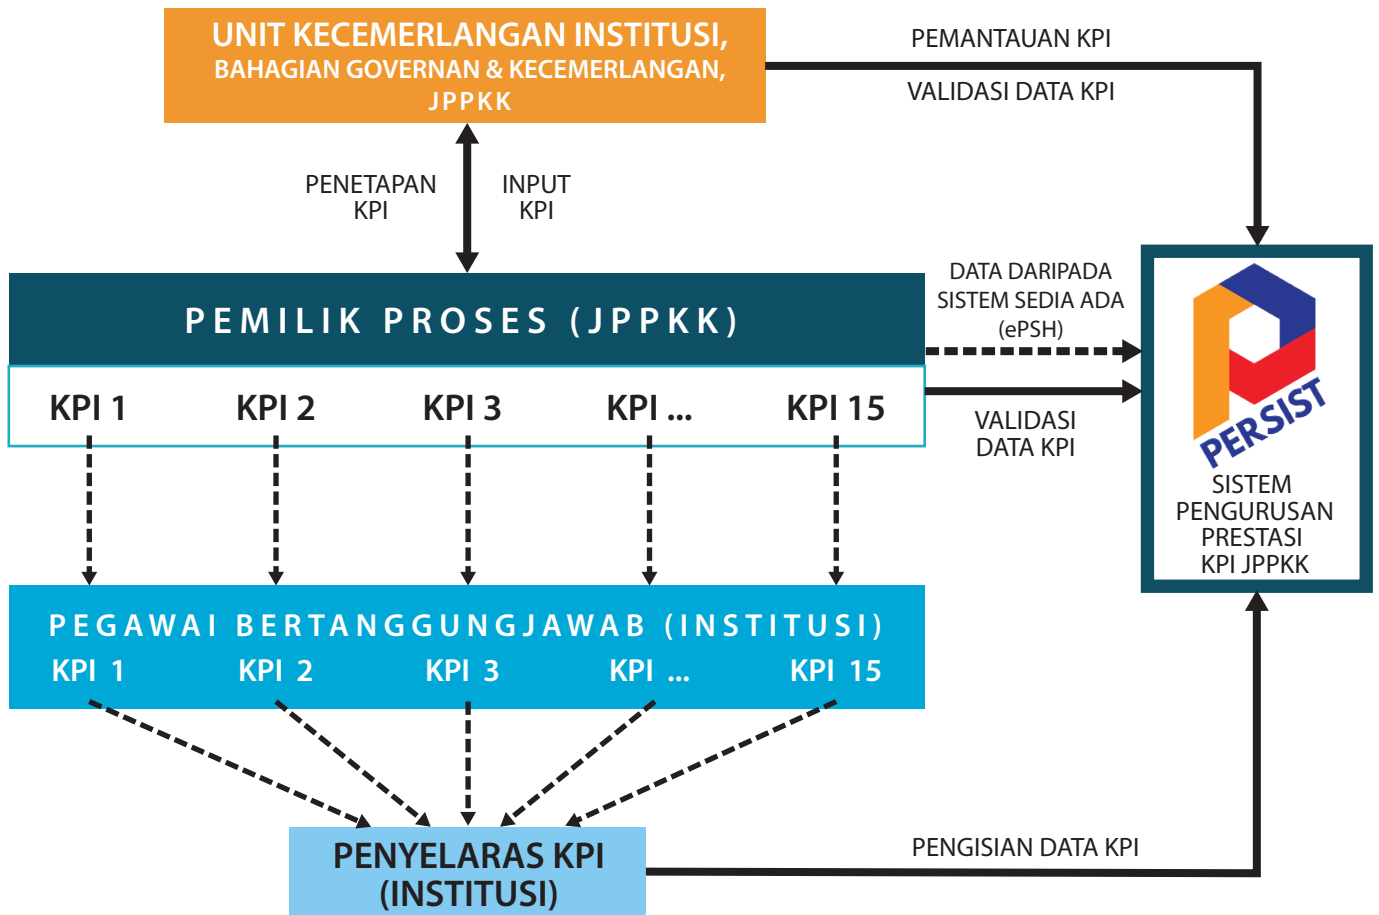 UNIT KECEMERLANGAN INSTITUSI,
BAHAGIAN GOVERNAN & KECEMERLANGAN,
JPPKK
PEMANTAUAN KPI
VALIDASI DATA KPI
PENETAPAN
KPI
INPUT
KPI
PEMILIK PROSES (JPPKK)
KPI 1 KPI 2 KPI 3 KPI ... KPI 15
DATA DARIPADA
SISTEM SEDIA ADA
(ePSH)
VALIDASI
DATA KPI
PERSIST
SISTEM
PENGURUSAN
PRESTASI
KPI JPPKK
PEGAWAI BERTANGGUNGJAWAB (INSTITUSI)
KPI 1 KPI 2 KPI 3 KPI ... KPI 15
PENYELARAS KPI
(INSTITUSI)
PENGISIAN DATA KPI